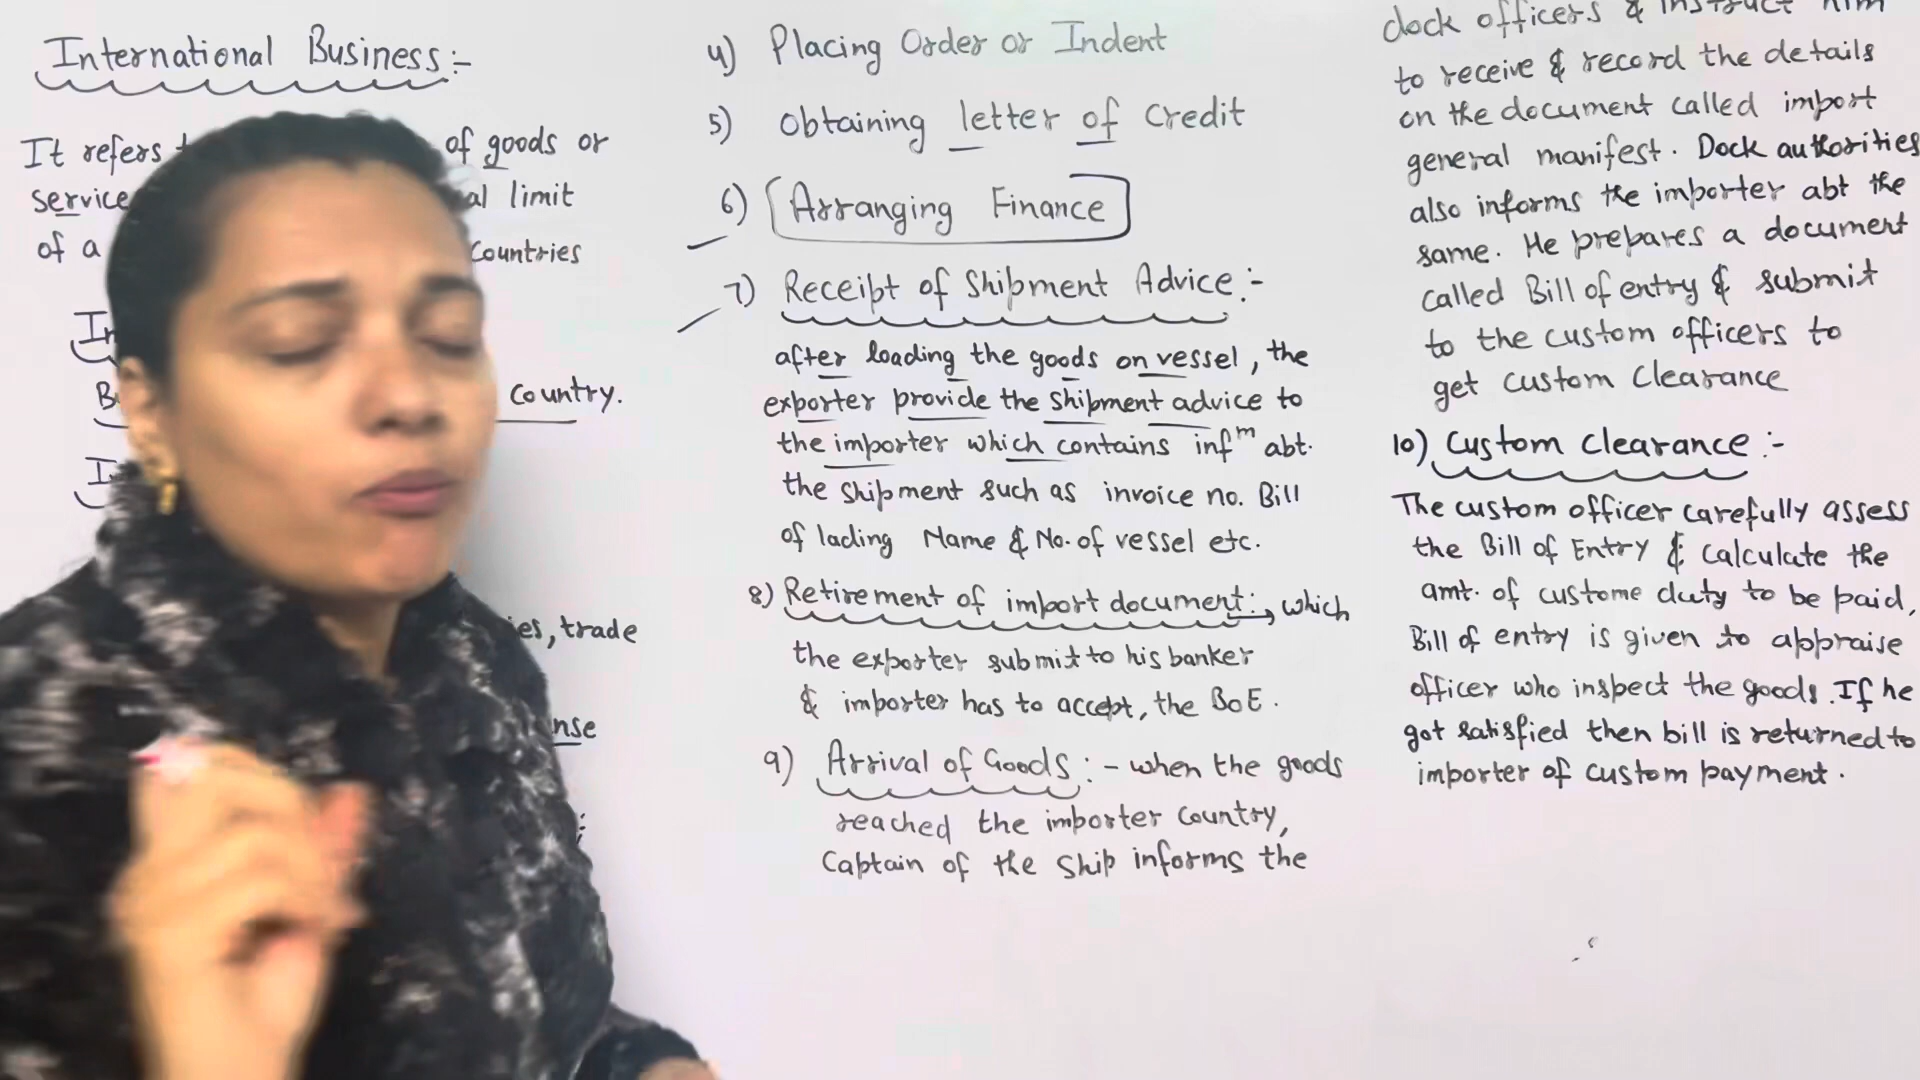 International Business:-
It refers of goods or
service al limit
of a countries
In
B country.
I
ies, trade
nse
4) Placing Order or Indent
5) Obtaining letter of Credit
6) Arranging Finance
7) Receipt of Shipment Advice:-
after loading the goods on vessel, the
exporter provide the shipment advice to
the importer which contains infm abt.
the shipment such as invoice no. Bill
of lading Name & No. of vessel etc.
8) Retirement of import document:→ which
the exporter submit to his banker
& importer has to accept, the BOE.
9) Arrival of Goods:- when the goods
reached the importer country,
Captain of the ship informs the
dock officers & instruct him
to receive & record the details
on the document called import
general manifest. Dock authorities
also informs the importer abt the
same. He prepares a document
called Bill of entry & submit
to the custom officers to
get custom clearance
10) Custom Clearance:-
The custom officer carefully assess
the Bill of Entry & calculate the
amt. of custome duty to be paid,
Bill of entry is given to appraise
officer who inspect the goods. If he
got satisfied then bill is returned to
importer of custom payment.